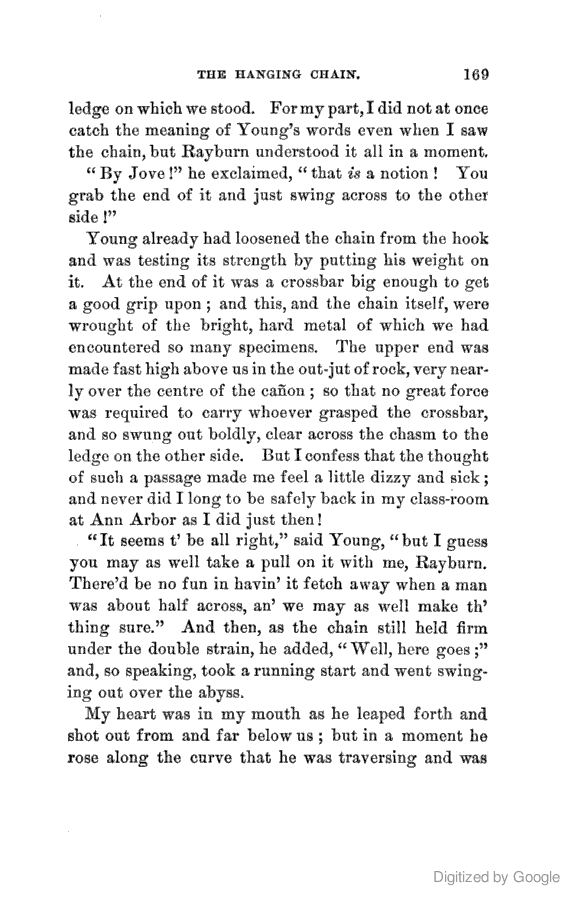 THE HANGING CHAIN. 169
ledge on which we stood. For my part, I did not at once
catch the meaning of Young's words even when I saw
the chain, but Rayburn understood it all in a moment.
“ By Jove !” he exclaimed, “ that is a notion ! You
grab the end of it and just swing across to the other
side !”
Young already had loosened the chain from the hook
and was testing its strength by putting his weight on
it. At the end of it was a crossbar big enough to get
a good grip upon ; and this, and the chain itself, were
wrought of the bright, hard metal of which we had
encountered so many specimens. The upper end was
made fast high above us in the out-jut of rock, very near-
ly over the centre of the cañon ; so that no great force
was required to carry whoever grasped the crossbar,
and so swung out boldly, clear across the chasm to the
ledge on the other side. But I confess that the thought
of such a passage made me feel a little dizzy and sick ;
and never did I long to be safely back in my class-room
at Ann Arbor as I did just then !
“It seems t' be all right,” said Young, “but I guess
you may as well take a pull on it with me, Rayburn.
There'd be no fun in havin' it fetch away when a man
was about half across, an' we may as well make th'
thing sure.” And then, as the chain still held firm
under the double strain, he added, “ Well, here goes ;”
and, so speaking, took a running start and went swing-
ing out over the abyss.
My heart was in my mouth as he leaped forth and
shot out from and far below us ; but in a moment he
rose along the curve that he was traversing and was
Digitized by Google